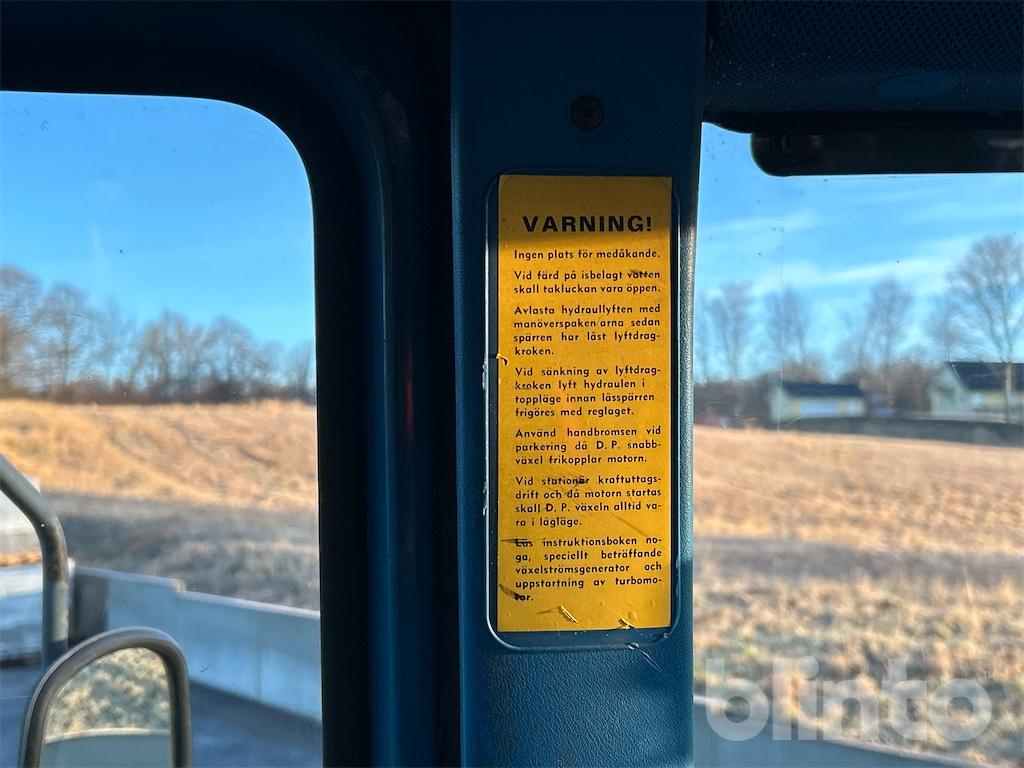 VARNING!
Ingen plats för medåkande.
Vid färd på isbelagt vatten
skall takluckan vara öppen.
Avlasta hydraullyften med
manöverspaken/arna sedan
spärren har låst lyftdrag-
kroken.
Vid sänkning av lyftdrag-
kroken lyft hydraulen i
toppläge innan låsspärren
frigöres med reglaget.
Använd handbromsen vid
parkering då D. P. snabb-
växel frikopplar motorn.
Vid stationär kraftuttags-
drift och då motorn startas
skall D. P. växeln alltid va-
ra i lågläge.
Läs instruktionsboken no-
ga, speciellt beträffande
växelströmsgenerator och
uppstartning av turbomo-
tor.
blinto